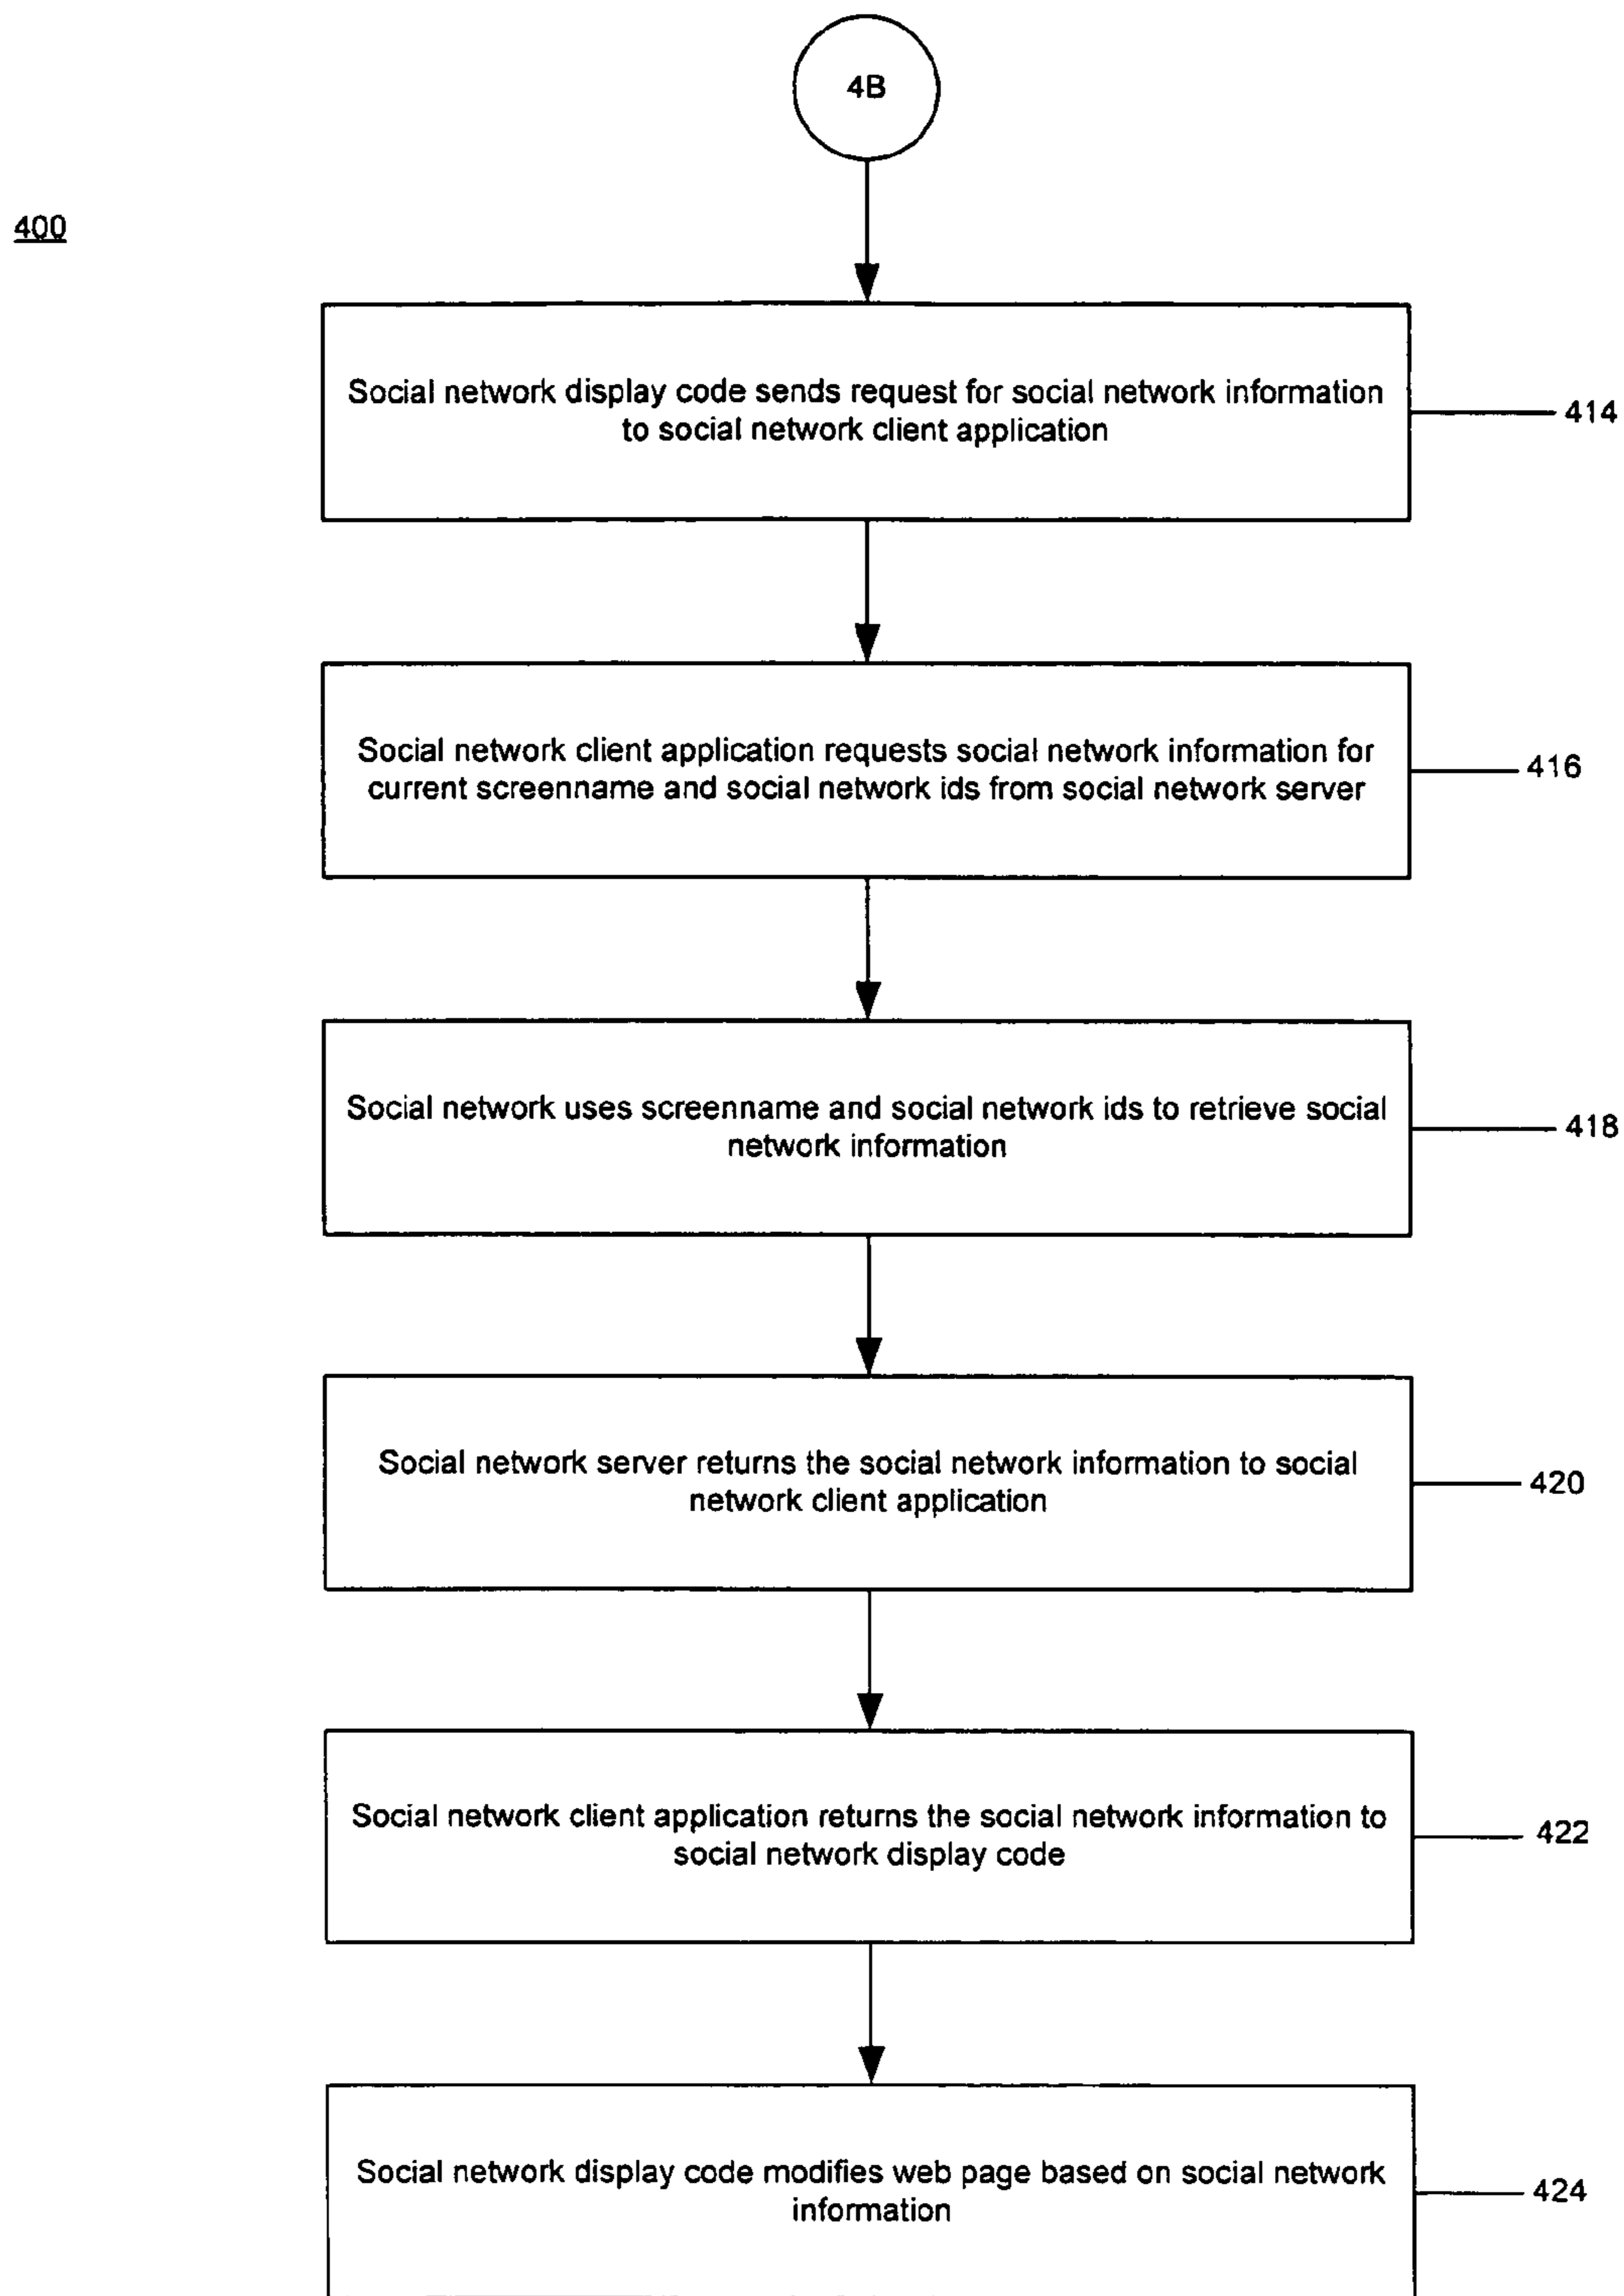 4B
400
Social network display code sends request for social network information
to social network client application
414
Social network client application requests social network information for
current screenname and social network ids from social network server
416
Social network uses screenname and social network ids to retrieve social
network information
418
Social network server returns the social network information to social
network client application
420
Social network client application returns the social network information to
social network display code
422
Social network display code modifies web page based on social network
information
424